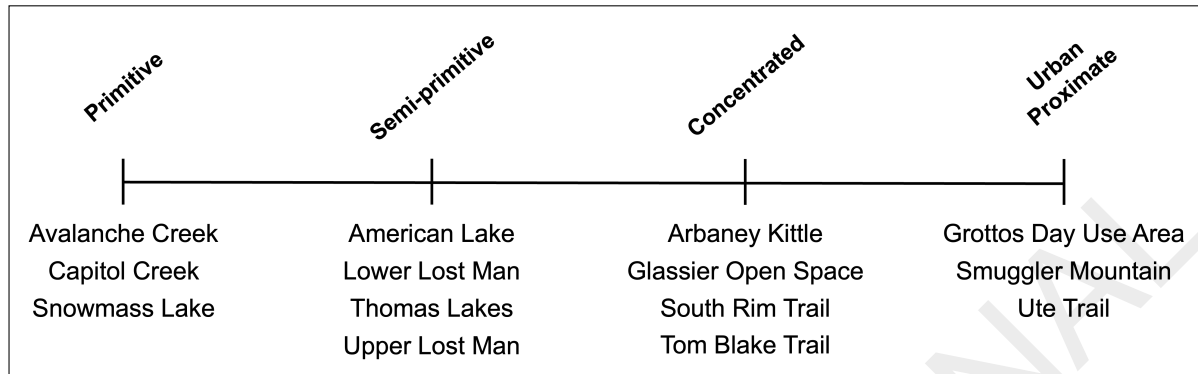 Primitive
Semi-primitive
Concentrated
Urban
Proximate
Avalanche Creek
Capitol Creek
Snowmass Lake
American Lake
Lower Lost Man
Thomas Lakes
Upper Lost Man
Arbaney Kittle
Glassier Open Space
South Rim Trail
Tom Blake Trail
Grottos Day Use Area
Smuggler Mountain
Ute Trail
NAL